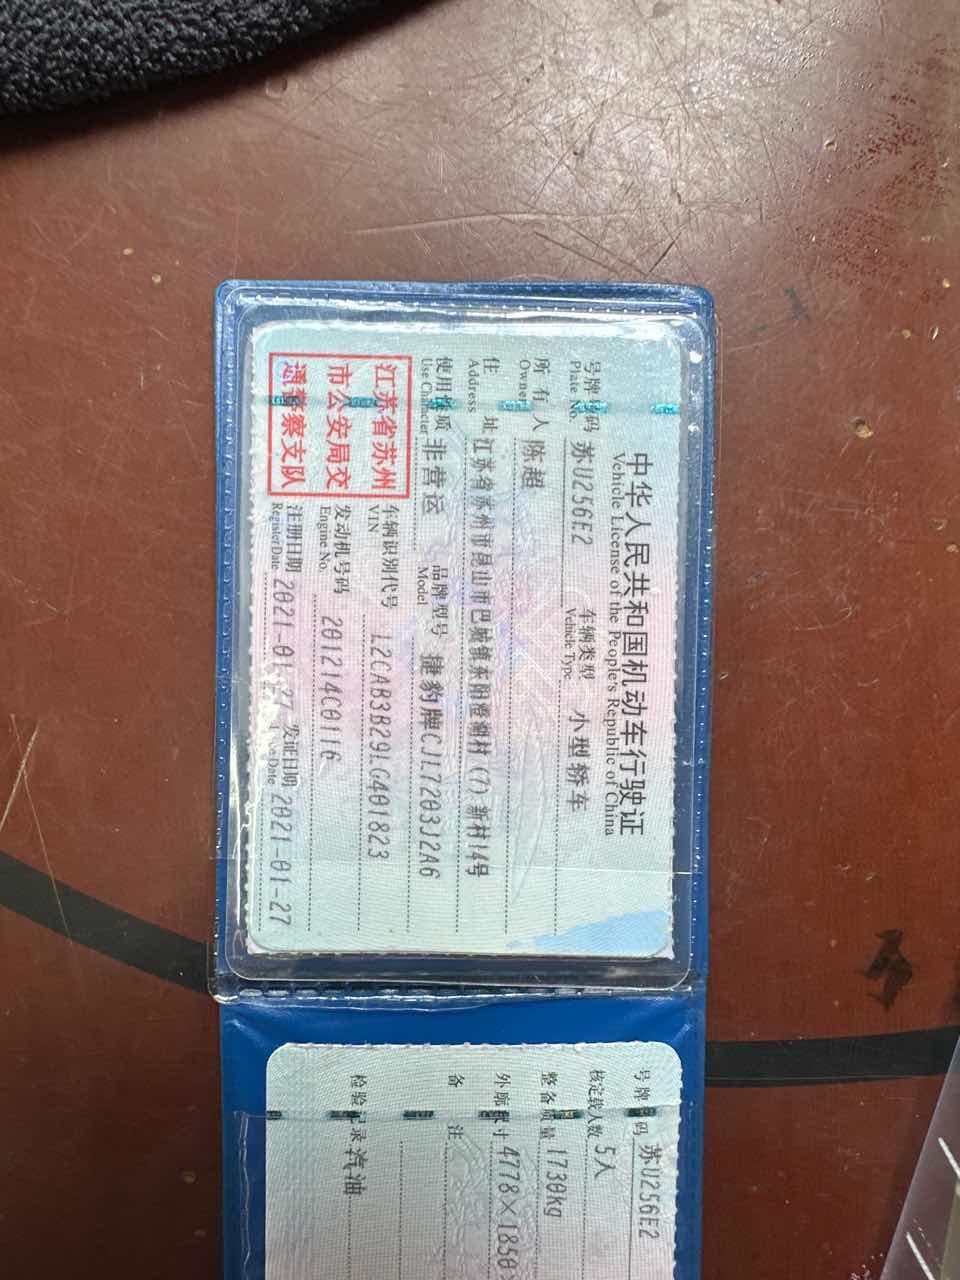 中华人民共和国机动车行驶证
Vehicle License of the People's Republic of China
号牌号码 苏U256E2 车辆类型 小型轿车
Plate No. Vehicle Type
所有人 陈超
Owner
住址 江苏省苏州市昆山市巴城镇东阳澄湖村(7)新村14号
Address
使用性质 非营运 品牌型号 捷豹牌CJL7203J2A6
Use Character Model
江苏省苏州
市公安局交
通警察支队
车辆识别代号 L2CAB3B29LG401823
VIN
发动机号码 201214C0116
Engine No.
注册日期 2021-01-27 发证日期 2021-01-27
Register Date Issue Date
号牌号码 苏U256E2
核定载人数 5人
整备质量 1730kg
外廓尺寸 4778×1850
备注
检验记录 汽油